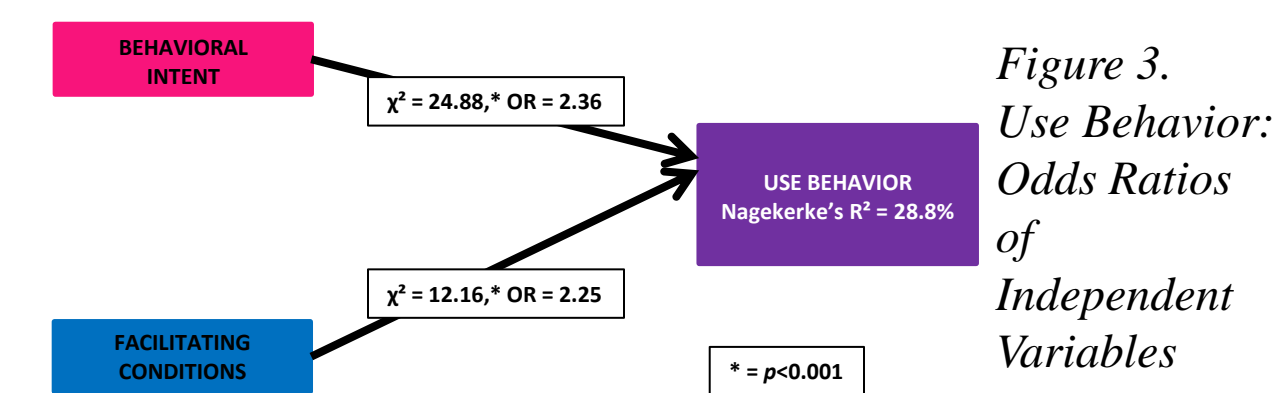 BEHAVIORAL
INTENT
χ² = 24.88,* OR = 2.36
USE BEHAVIOR
Nagekerke’s R² = 28.8%
χ² = 12.16,* OR = 2.25
FACILITATING
CONDITIONS
* = p<0.001
Figure 3.
Use Behavior:
Odds Ratios
of
Independent
Variables